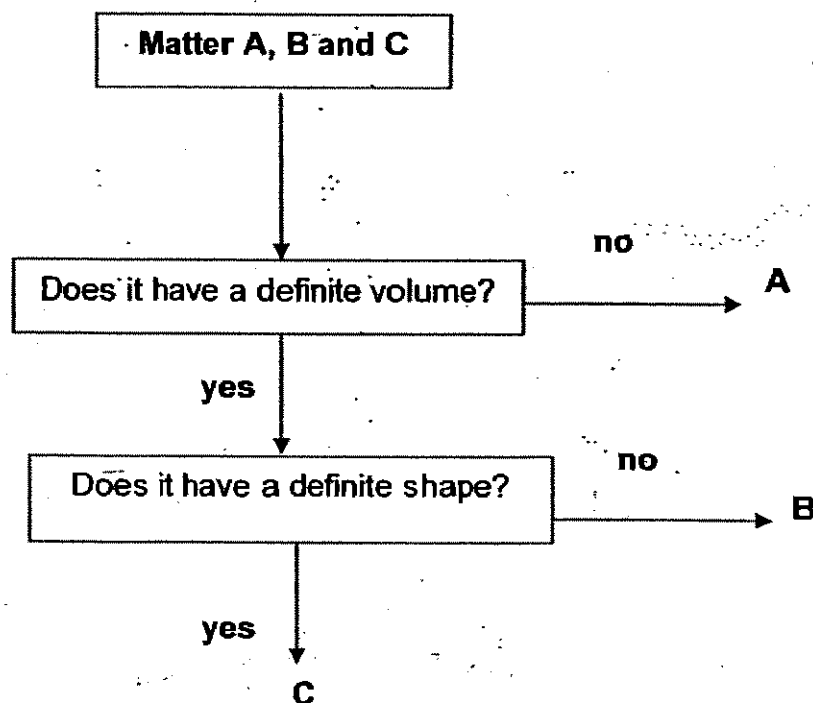 Matter A, B and C
no
Does it have a definite volume?
A
yes
no
Does it have a definite shape?
B
yes
C